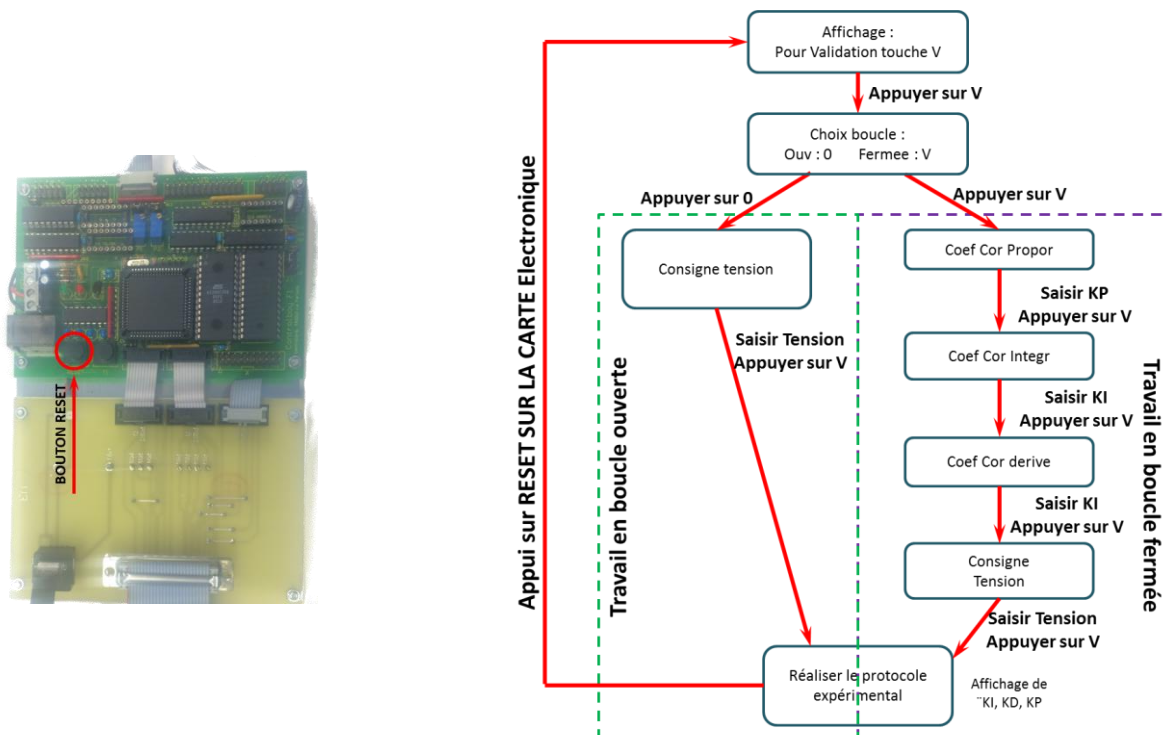 BOUTON RESET
Appui sur RESET SUR LA CARTE Electronique
Affichage :
Pour Validation touche V
Appuyer sur V
Choix boucle :
Ouv : 0 Fermee : V
Appuyer sur 0
Appuyer sur V
Travail en boucle ouverte
Consigne tension
Saisir Tension
Appuyer sur V
Travail en boucle fermée
Coef Cor Propor
Saisir KP
Appuyer sur V
Coef Cor Integr
Saisir KI
Appuyer sur V
Coef Cor derive
Saisir KI
Appuyer sur V
Consigne
Tension
Saisir Tension
Appuyer sur V
Réaliser le protocole
expérimental
Affichage de
¨KI, KD, KP